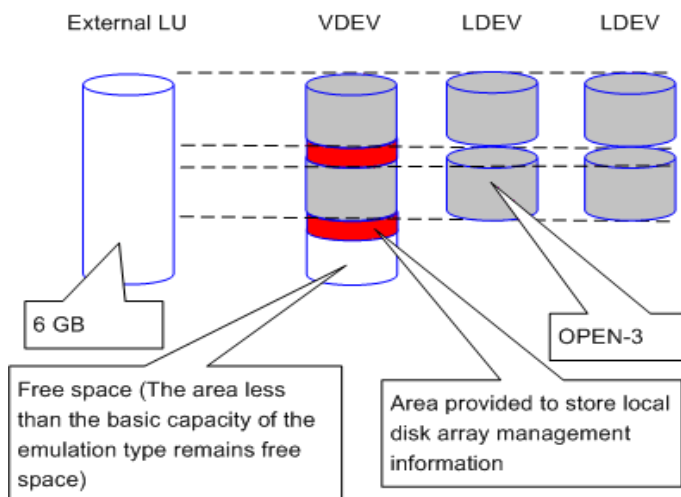 External LU
VDEV
LDEV
LDEV
6 GB
OPEN-3
Free space (The area less
than the basic capacity of the
emulation type remains free
space)
Area provided to store local
disk array management
information